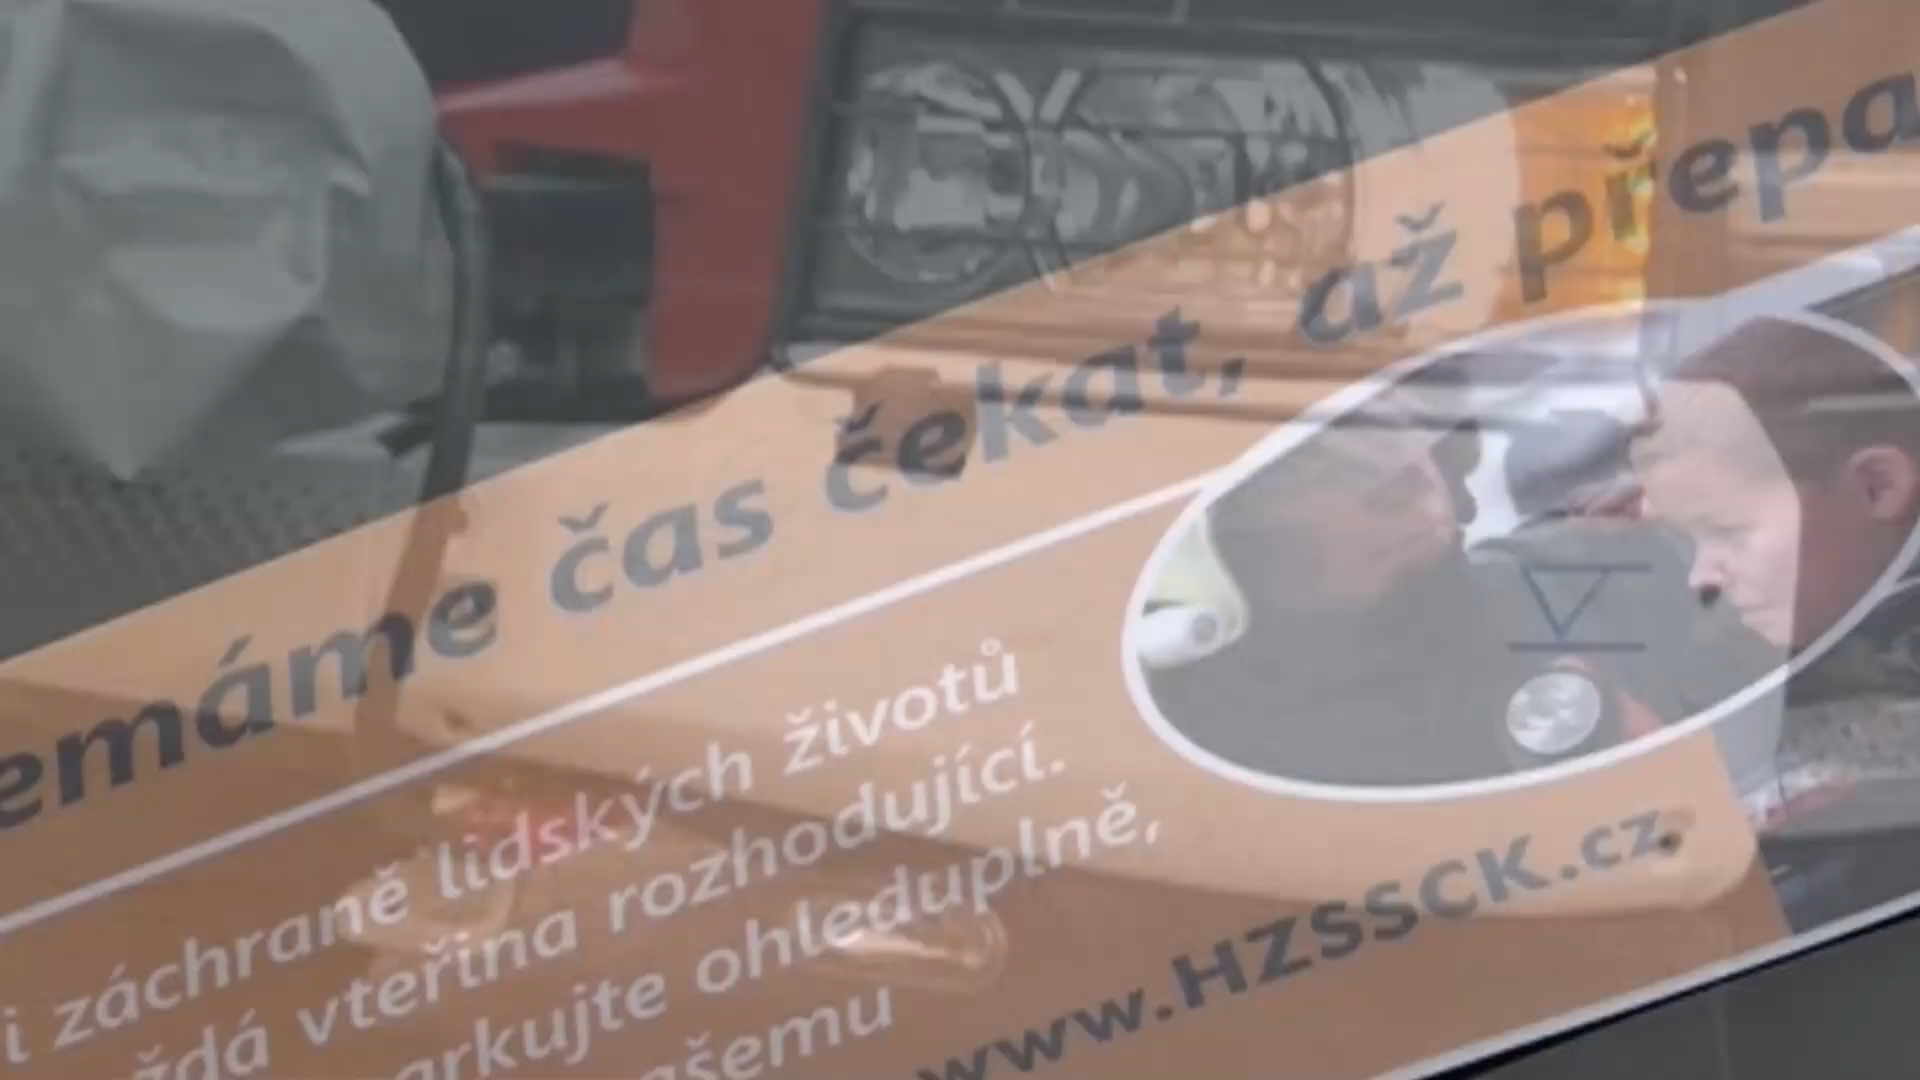 emáme čas čekat, až přepa
i záchraně lidských životů
ždá vteřina rozhodující.
arkujte ohleduplně,
ašemu
www.HZSSCK.cz